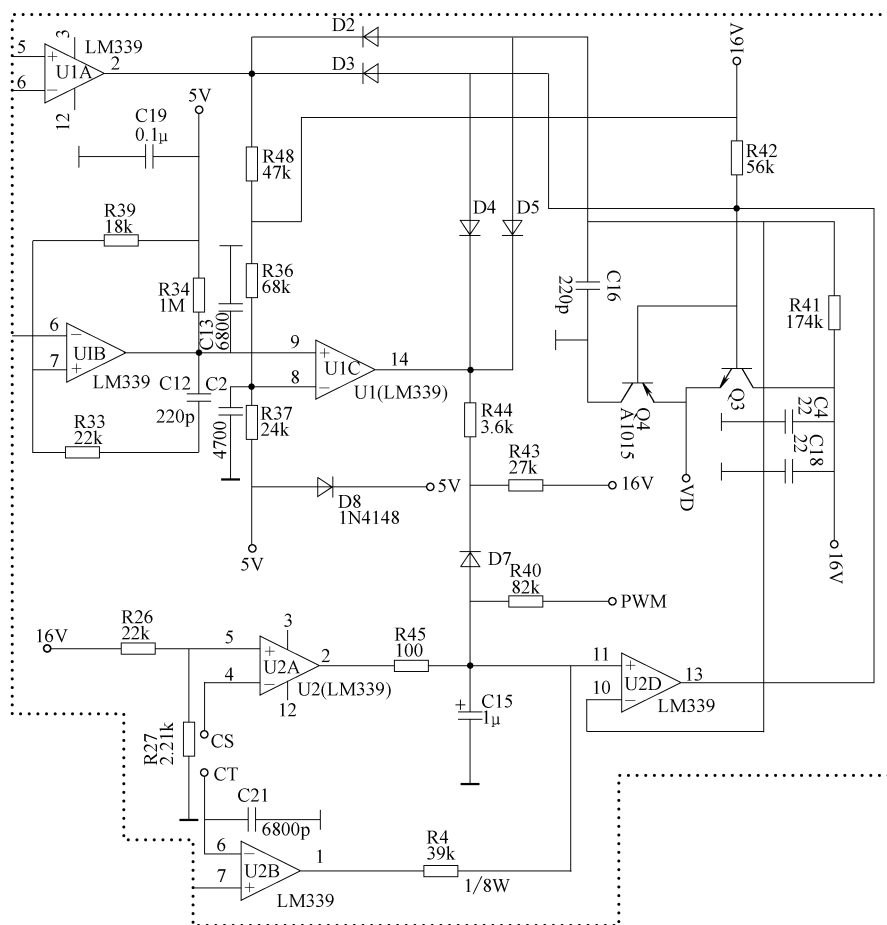 D2
16V
3
LM339
5
+
U1A
2
D3
6
−
12
5V
C19
0.1μ
R48
47k
R42
56k
R39
18k
D4
D5
R36
68k
C16
220p
R34
1M
C13
6800
R41
174k
6
−
UIB
7
+
LM339
9
+
U1C
14
8
−
U1(LM339)
C12
220p
C2
4700
R37
24k
R44
3.6k
Q4
A1015
Q3
C4
22
R33
22k
R43
27k
16V
C18
22
VD
D8
1N4148
5V
5V
16V
D7
R40
82k
PWM
R26
22k
16V
3
5
+
U2A
2
4
−
12
U2(LM339)
R45
100
11
+
U2D
13
10
−
LM339
R27
2.21k
CS
CT
+
C15
1μ
C21
6800p
6
−
U2B
1
7
+
LM339
R4
39k
1/8W